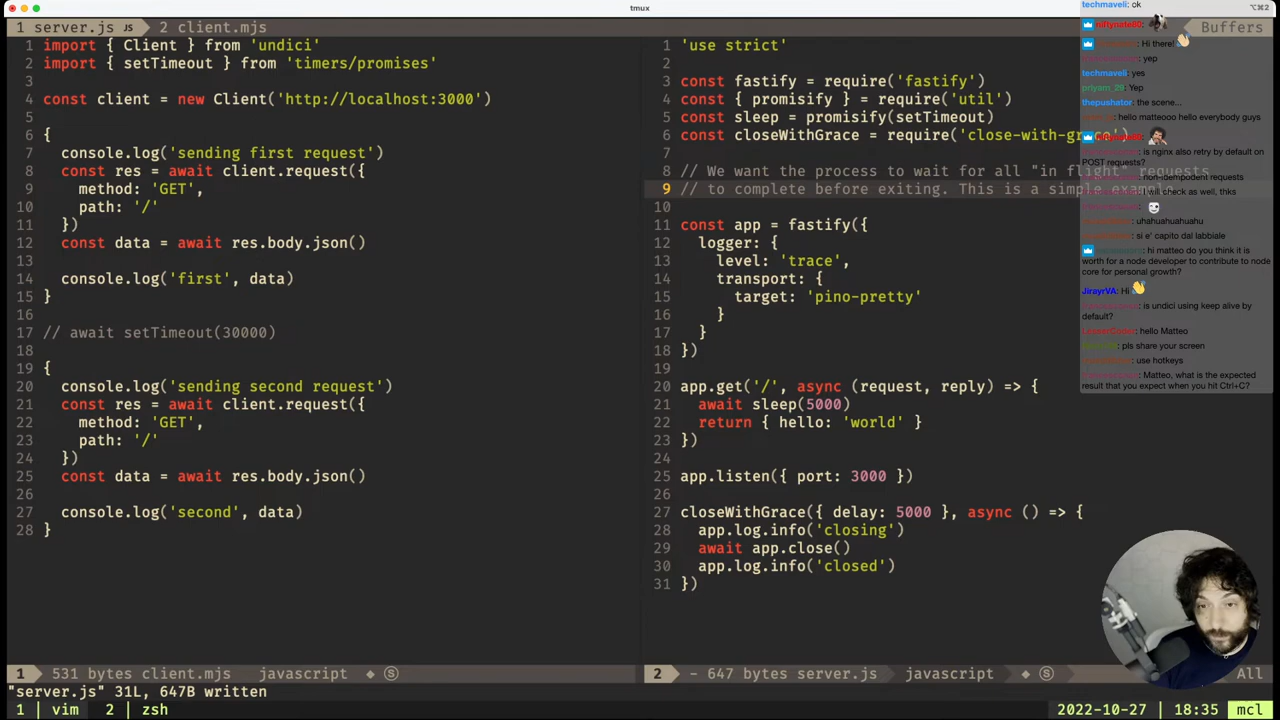 tmux
⌥⌘2
1 server.js JS 2 client.mjs
Buffers
1 import { Client } from 'undici'
2 import { setTimeout } from 'timers/promises'
3
4 const client = new Client('http://localhost:3000')
5
6 {
7 console.log('sending first request')
8 const res = await client.request({
9 method: 'GET',
10 path: '/'
11 })
12 const data = await res.body.json()
13
14 console.log('first', data)
15 }
16
17 // await setTimeout(30000)
18
19 {
20 console.log('sending second request')
21 const res = await client.request({
22 method: 'GET',
23 path: '/'
24 })
25 const data = await res.body.json()
26
27 console.log('second', data)
28 }
1 'use strict'
2
3 const fastify = require('fastify')
4 const { promisify } = require('util')
5 const sleep = promisify(setTimeout)
6 const closeWithGrace = require('close-with-grace')
7
8 // We want the process to wait for all "in flight" requests
9 // to complete before exiting. This is a simple example
10
11 const app = fastify({
12 logger: {
13 level: 'trace',
14 transport: {
15 target: 'pino-pretty'
16 }
17 }
18 })
19
20 app.get('/', async (request, reply) => {
21 await sleep(5000)
22 return { hello: 'world' }
23 })
24
25 app.listen({ port: 3000 })
26
27 closeWithGrace({ delay: 5000 }, async () => {
28 app.log.info('closing')
29 await app.close()
30 app.log.info('closed')
31 })
techmaveli: ok
Hi there!
yep
techmaveli: yes
priyam_29: Yep
thepushator: the scene...
hello matteooo hello everybody guys
is nginx also retry by default on
POST requests?
non-idempodent requests
I will check as well, thks
uhahuahuahuahu
si e' capito dal labbiale
hi matteo do you think it is
worth for a node developer to contribute to node
core for personal growth?
JirayrVA: Hi
is undici using keep alive by
default?
hello Matteo
pls share your screen
use hotkeys
Matteo, what is the expected
result that you expect when you hit Ctrl+C?
1 531 bytes client.mjs javascript ◆ Ⓢ
2 - 647 bytes server.js javascript ◆ Ⓢ All
"server.js" 31L, 647B written
1 vim 2 zsh 2022-10-27 18:35 mcl